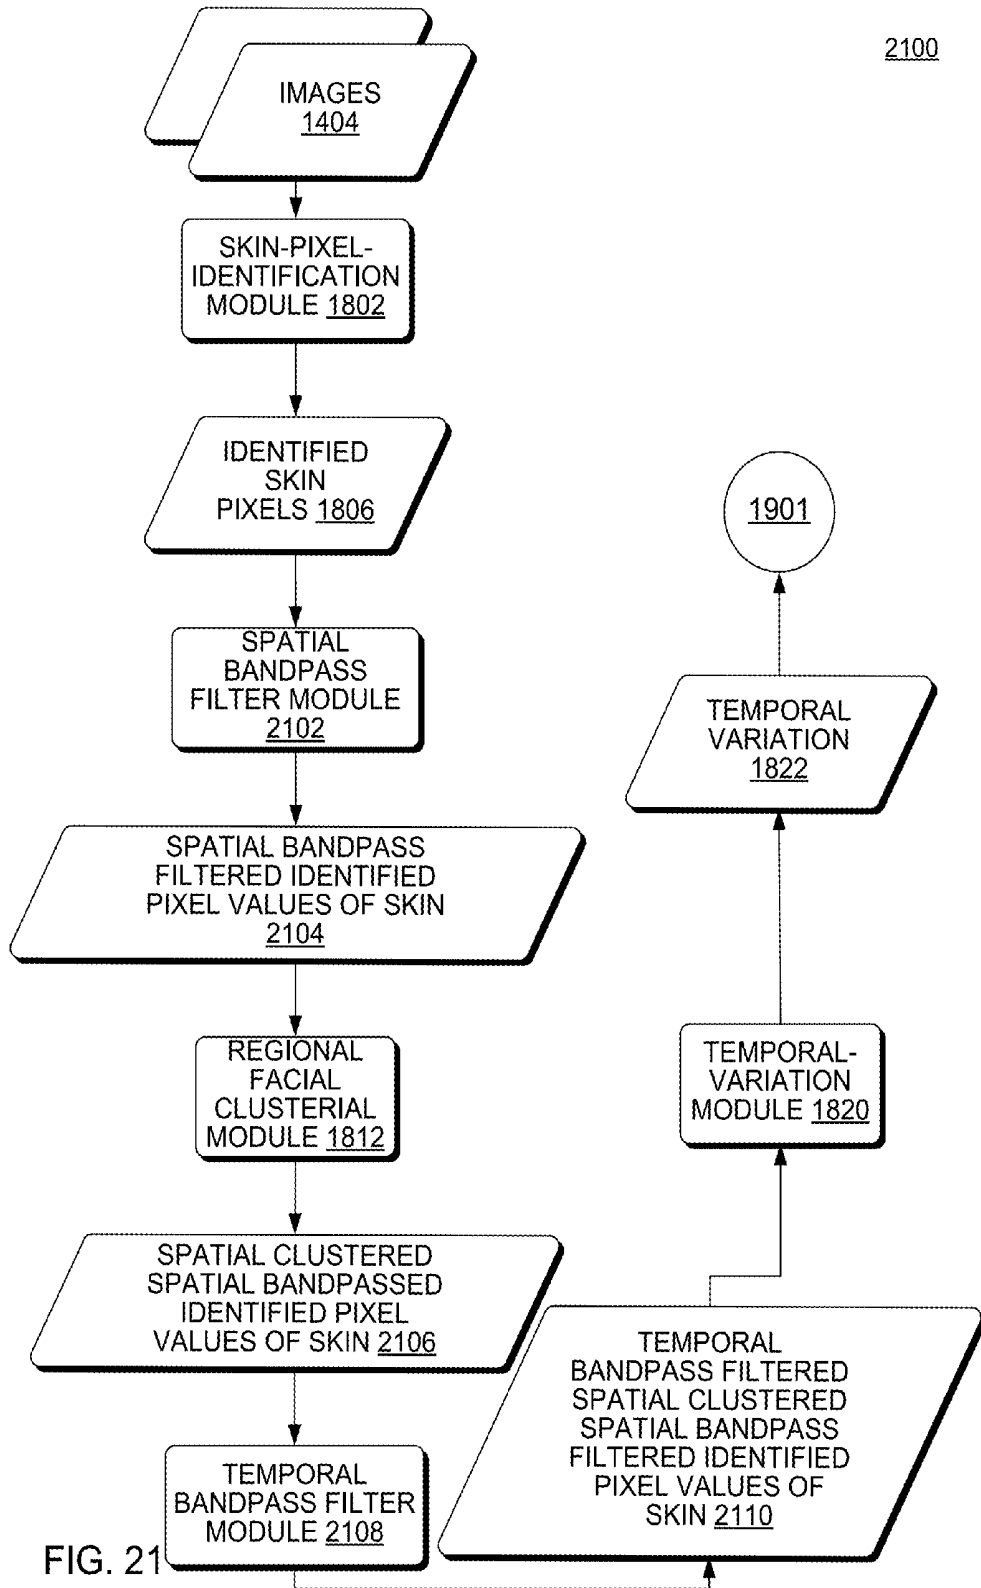 2100
IMAGES
1404
SKIN-PIXEL-
IDENTIFICATION
MODULE 1802
IDENTIFIED
SKIN
PIXELS 1806
SPATIAL
BANDPASS
FILTER MODULE
2102
SPATIAL BANDPASS
FILTERED IDENTIFIED
PIXEL VALUES OF SKIN
2104
REGIONAL
FACIAL
CLUSTERIAL
MODULE 1812
SPATIAL CLUSTERED
SPATIAL BANDPASSED
IDENTIFIED PIXEL
VALUES OF SKIN 2106
TEMPORAL
BANDPASS FILTER
MODULE 2108
TEMPORAL
BANDPASS FILTERED
SPATIAL CLUSTERED
SPATIAL BANDPASS
FILTERED IDENTIFIED
PIXEL VALUES OF
SKIN 2110
TEMPORAL-
VARIATION
MODULE 1820
TEMPORAL
VARIATION
1822
1901
FIG. 21